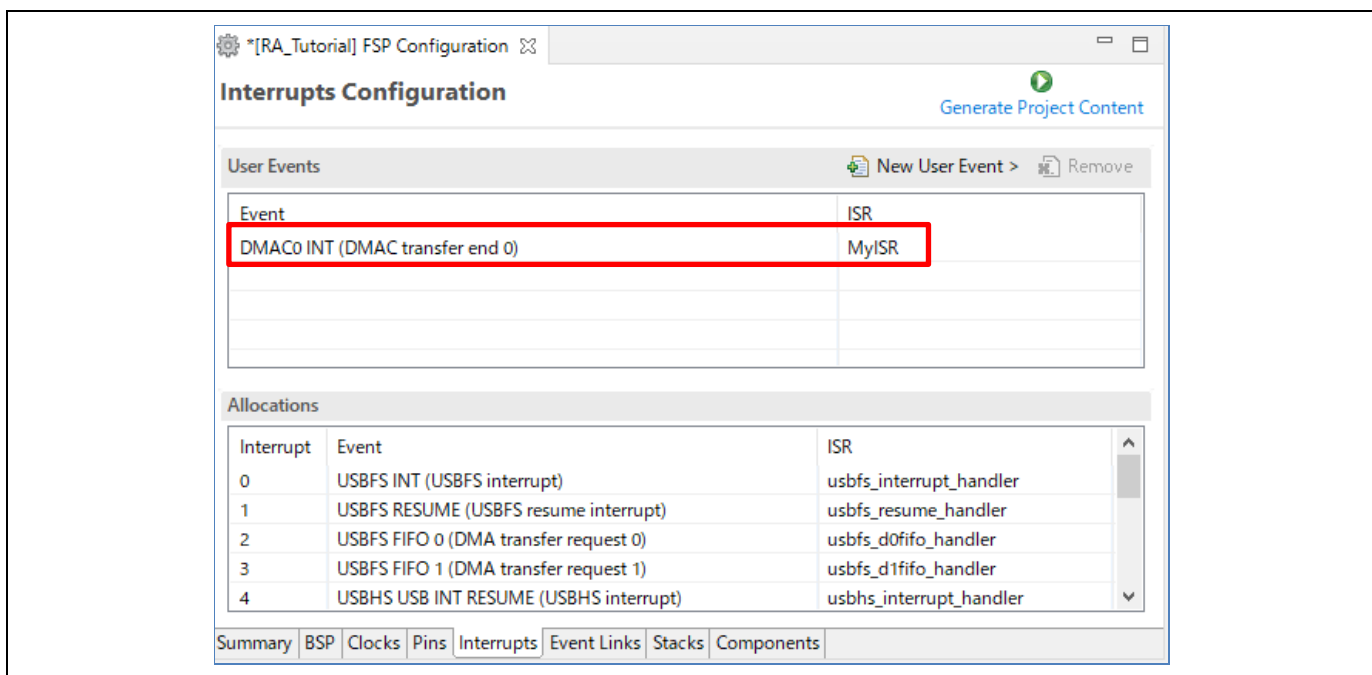 *[RA_Tutorial] FSP Configuration
Interrupts Configuration
Generate Project Content
User Events New User Event > Remove
Event ISR
DMAC0 INT (DMAC transfer end 0) MyISR
Allocations
Interrupt Event ISR
0 USBFS INT (USBFS interrupt) usbfs_interrupt_handler
1 USBFS RESUME (USBFS resume interrupt) usbfs_resume_handler
2 USBFS FIFO 0 (DMA transfer request 0) usbfs_d0fifo_handler
3 USBFS FIFO 1 (DMA transfer request 1) usbfs_d1fifo_handler
4 USBHS USB INT RESUME (USBHS interrupt) usbhs_interrupt_handler
Summary BSP Clocks Pins Interrupts Event Links Stacks Components